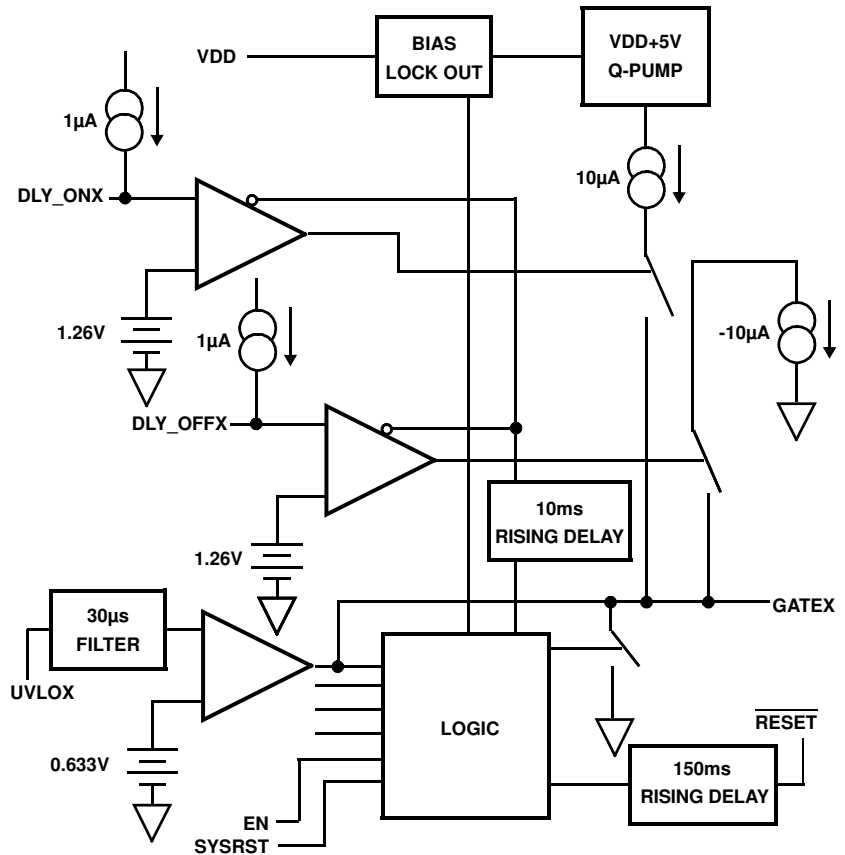 BIAS
LOCK OUT
VDD+5V
Q-PUMP
VDD
1µA
10µA
DLY_ONX
1.26V
1µA
-10µA
DLY_OFFX
10ms
RISING DELAY
1.26V
30µs
FILTER
GATEX
UVLOX
LOGIC
RESET
0.633V
150ms
RISING DELAY
EN
SYSRST